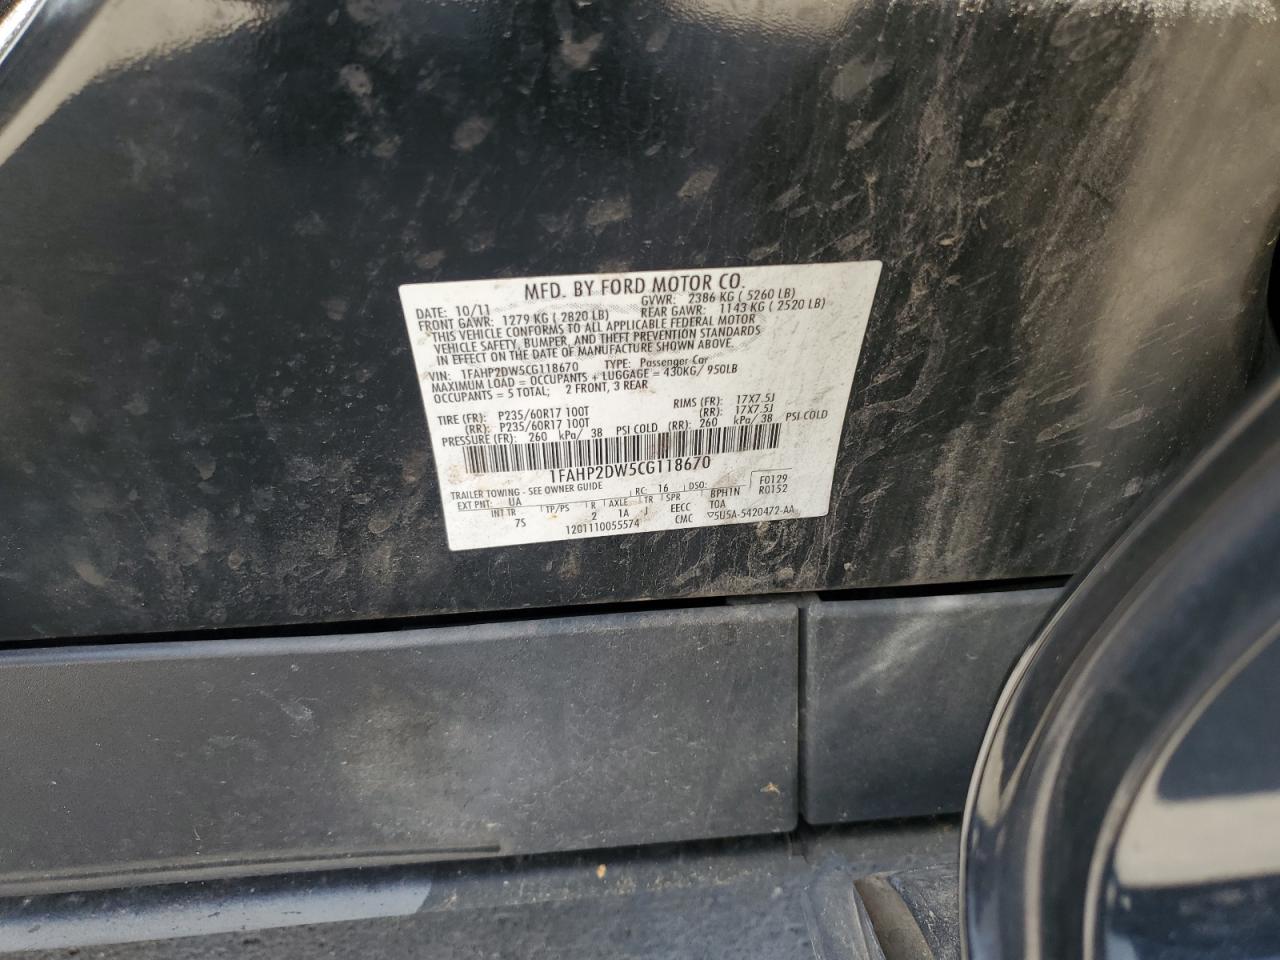 MFD. BY FORD MOTOR CO.
DATE: 10/11 GVWR: 2386 KG ( 5260 LB)
FRONT GAWR: 1279 KG ( 2820 LB) REAR GAWR: 1143 KG ( 2520 LB)
THIS VEHICLE CONFORMS TO ALL APPLICABLE FEDERAL MOTOR
VEHICLE SAFETY, BUMPER, AND THEFT PREVENTION STANDARDS
IN EFFECT ON THE DATE OF MANUFACTURE SHOWN ABOVE.
VIN: 1FAHP2DW5CG118670 TYPE: Passenger Car
MAXIMUM LOAD = OCCUPANTS + LUGGAGE = 430KG/ 950LB
OCCUPANTS = 5 TOTAL; 2 FRONT, 3 REAR
TIRE (FR): P235/60R17 100T RIMS (FR): 17X7.5J
(RR): P235/60R17 100T (RR): 17X7.5J
PRESSURE (FR): 260 kPa/ 38 PSI COLD (RR): 260 kPa/ 38 PSI COLD
1FAHP2DW5CG118670
TRAILER TOWING - SEE OWNER GUIDE RC: 16 DSO: F0129
EXT PNT: UA R0152
INT TR TP/PS R AXLE TR SPR BPH1N
7S 2 1A J EECC TOA
1201110055574 CMC ▽5U5A-5420472-AA